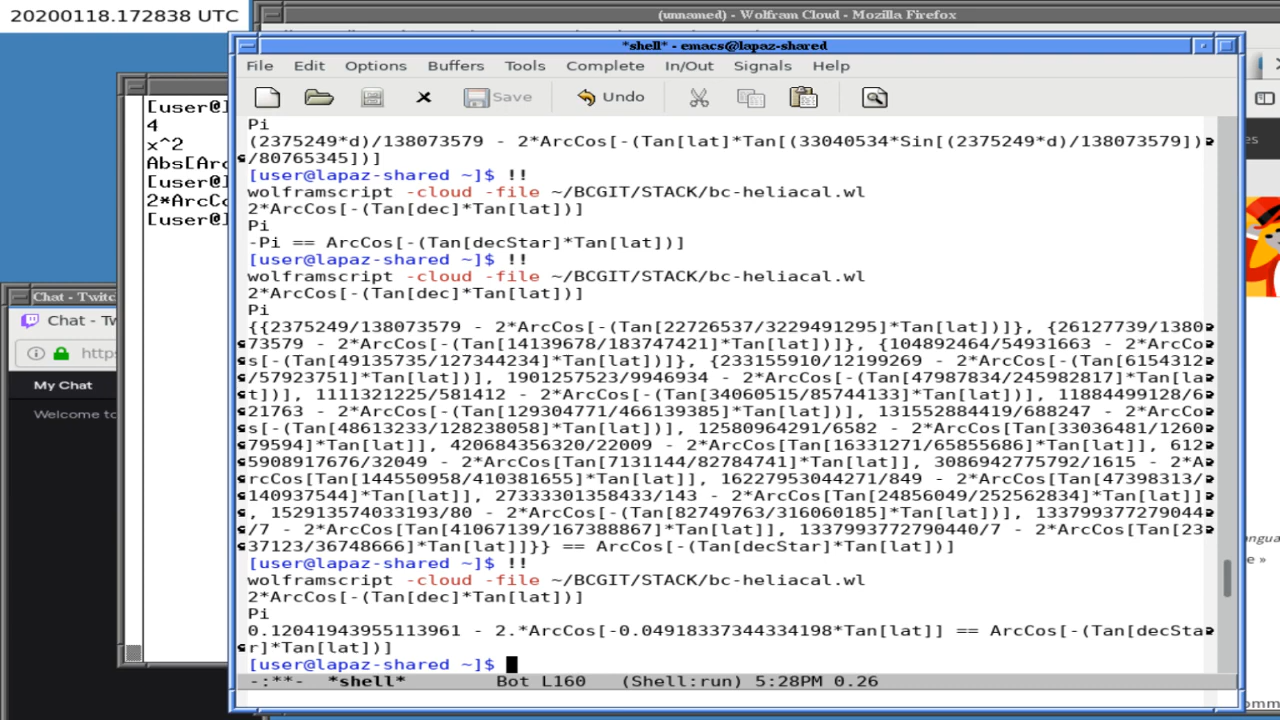 20200118.172838 UTC
(unnamed) - Wolfram Cloud - Mozilla Firefox
*shell* - emacs@lapaz-shared
File Edit Options Buffers Tools Complete In/Out Signals Help
Save Undo
Pi
(2375249*d)/138073579 - 2*ArcCos[-(Tan[lat]*Tan[(33040534*Sin[(2375249*d)/138073579])
/80765345])]
[user@lapaz-shared ~]$ !!
wolframscript -cloud -file ~/BCGIT/STACK/bc-heliacal.wl
2*ArcCos[-(Tan[dec]*Tan[lat])]
Pi
-Pi == ArcCos[-(Tan[decStar]*Tan[lat])]
[user@lapaz-shared ~]$ !!
wolframscript -cloud -file ~/BCGIT/STACK/bc-heliacal.wl
2*ArcCos[-(Tan[dec]*Tan[lat])]
Pi
{{2375249/138073579 - 2*ArcCos[-(Tan[22726537/3229491295]*Tan[lat])]}, {26127739/1380
73579 - 2*ArcCos[-(Tan[14139678/183747421]*Tan[lat])]}, {104892464/54931663 - 2*ArcCo
s[-(Tan[49135735/127344234]*Tan[lat])]}, {233555910/12199269 - 2*ArcCos[-(Tan[6154312
/57923751]*Tan[lat])], 1901257523/9946934 - 2*ArcCos[-(Tan[47987834/245982817]*Tan[la
t])], 1111321225/581412 - 2*ArcCos[-(Tan[34060515/85744133]*Tan[lat])], 11884499128/6
21763 - 2*ArcCos[-(Tan[129304771/466139385]*Tan[lat])], 131552884419/688247 - 2*ArcCo
s[-(Tan[48613233/128238058]*Tan[lat])], 12580964291/6582 - 2*ArcCos[Tan[33036481/1260
79594]*Tan[lat]], 420684356320/22009 - 2*ArcCos[Tan[16331271/65855686]*Tan[lat]], 612
5908917676/32049 - 2*ArcCos[Tan[7131144/82784741]*Tan[lat]], 3086942775792/1615 - 2*A
rcCos[Tan[144550958/410381655]*Tan[lat]], 16227953044271/849 - 2*ArcCos[Tan[47398313/
140937544]*Tan[lat]], 27333301358433/143 - 2*ArcCos[Tan[24856049/252562834]*Tan[lat]]
, 152913574033193/80 - 2*ArcCos[-(Tan[82749763/316060185]*Tan[lat])], 133799377279044
/7 - 2*ArcCos[Tan[41067139/167388867]*Tan[lat]], 1337993772790440/7 - 2*ArcCos[Tan[23
37123/36748666]*Tan[lat]]}} == ArcCos[-(Tan[decStar]*Tan[lat])]
[user@lapaz-shared ~]$ !!
wolframscript -cloud -file ~/BCGIT/STACK/bc-heliacal.wl
2*ArcCos[-(Tan[dec]*Tan[lat])]
Pi
0.12041943955113961 - 2.*ArcCos[-0.04918337344334198*Tan[lat]] == ArcCos[-(Tan[decSta
r]*Tan[lat])]
[user@lapaz-shared ~]$
-:**- *shell* Bot L160 (Shell:run) 5:28PM 0.26
[user@]
4
x^2
Abs[Arc
[user@]
2*ArcCo
[user@]
Chat - Twitc
Chat - Tw
https
My Chat
Welcome to